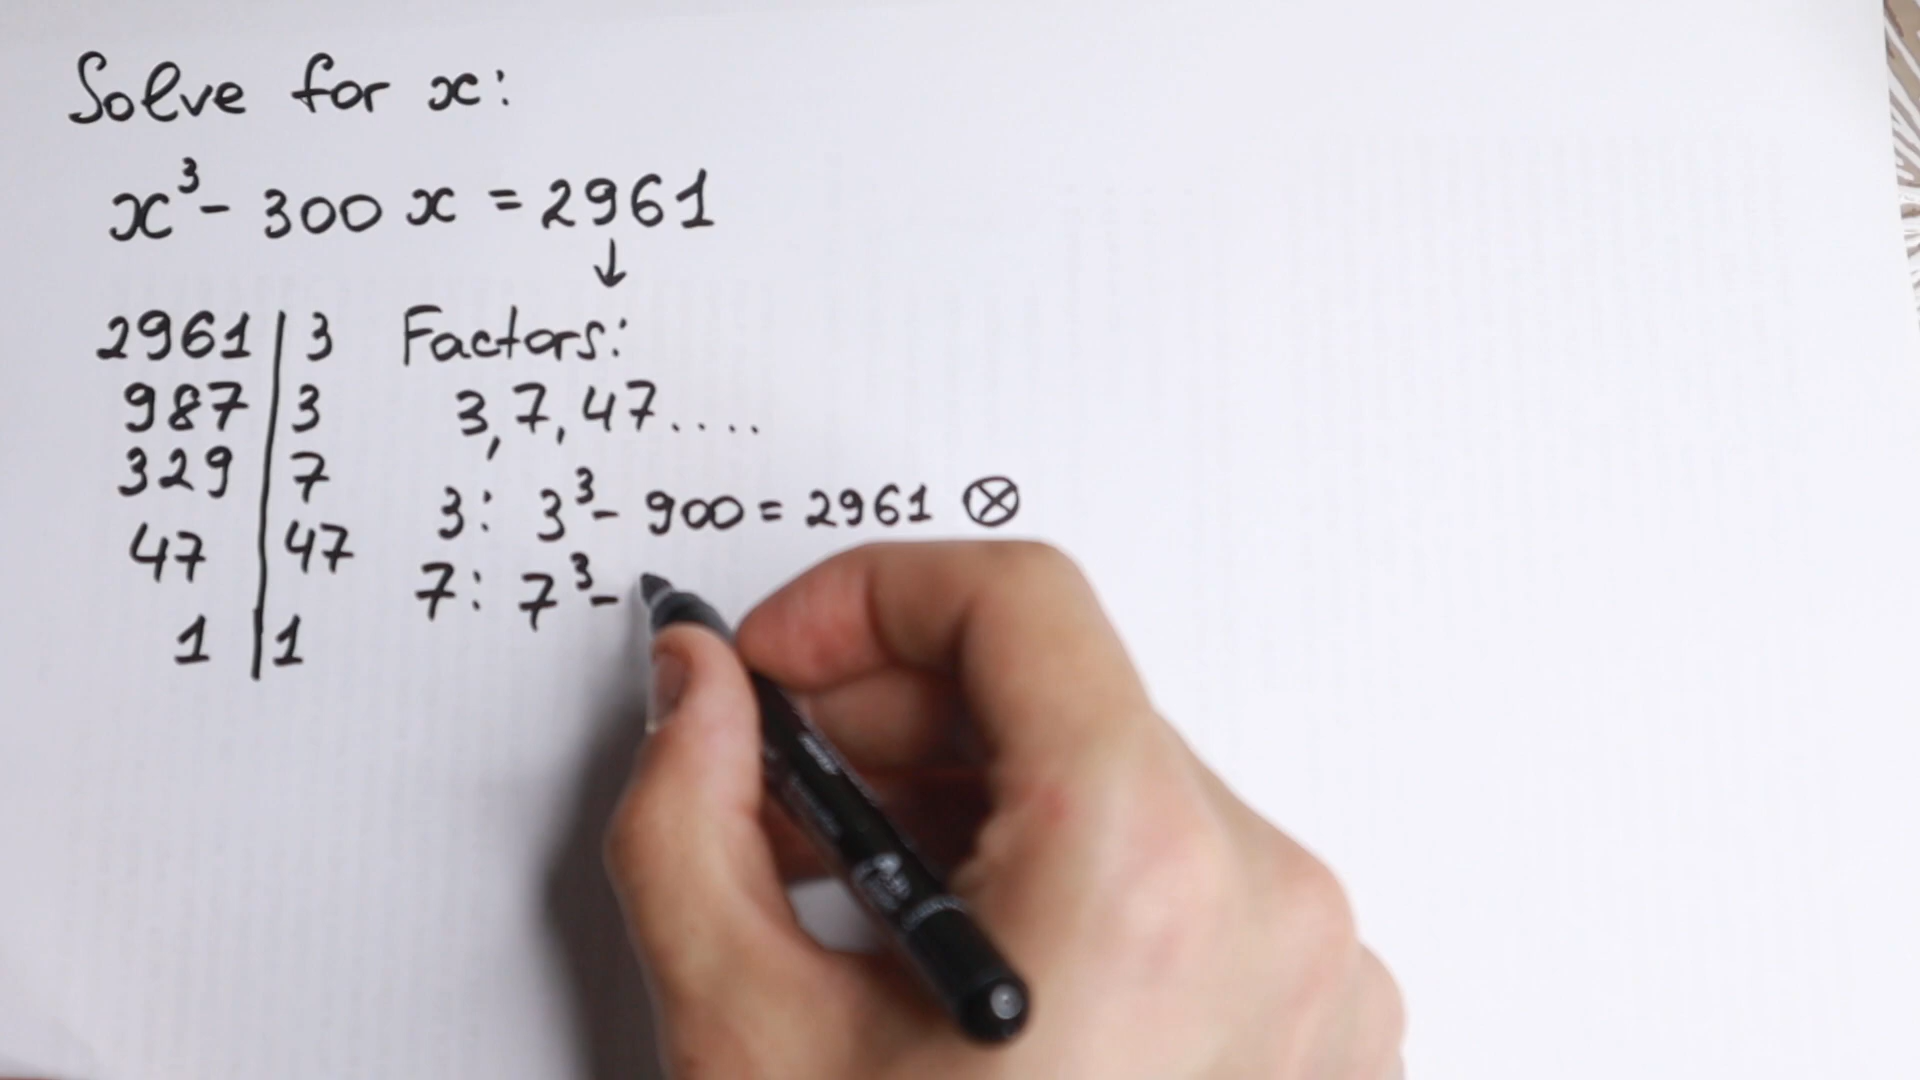 Solve for x:
x³- 300 x = 2961
↓
2961 | 3
987 | 3
329 | 7
47 | 47
1 | 1
Factors:
3, 7, 47....
3: 3³- 900 = 2961 ⊗
7: 7³-